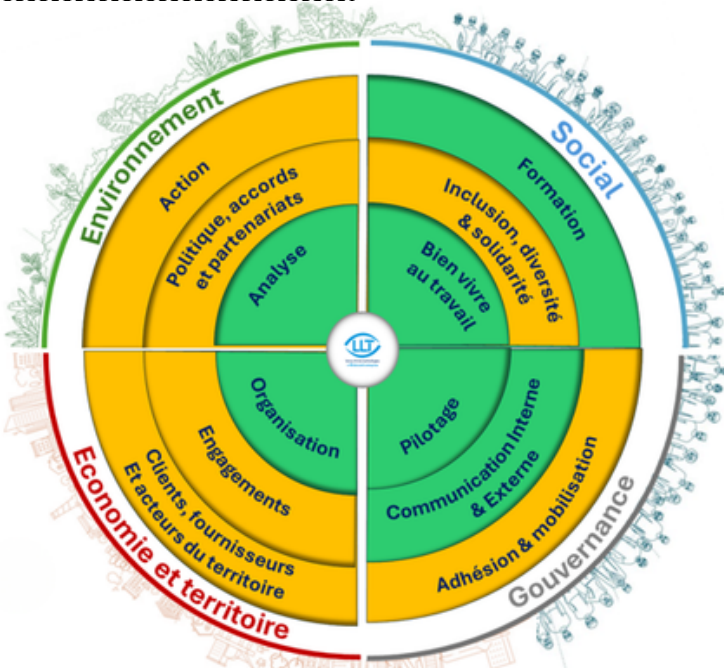 Environnement
Action
Politique, accords
et partenariats
Analyse
Social
Formation
Inclusion, diversité
& solidarité
Bien vivre
au travail
LLT
Economie et territoire
Clients, fournisseurs
Et acteurs du territoire
Engagements
Organisation
Gouvernance
Pilotage
Communication Interne
& Externe
Adhésion & mobilisation